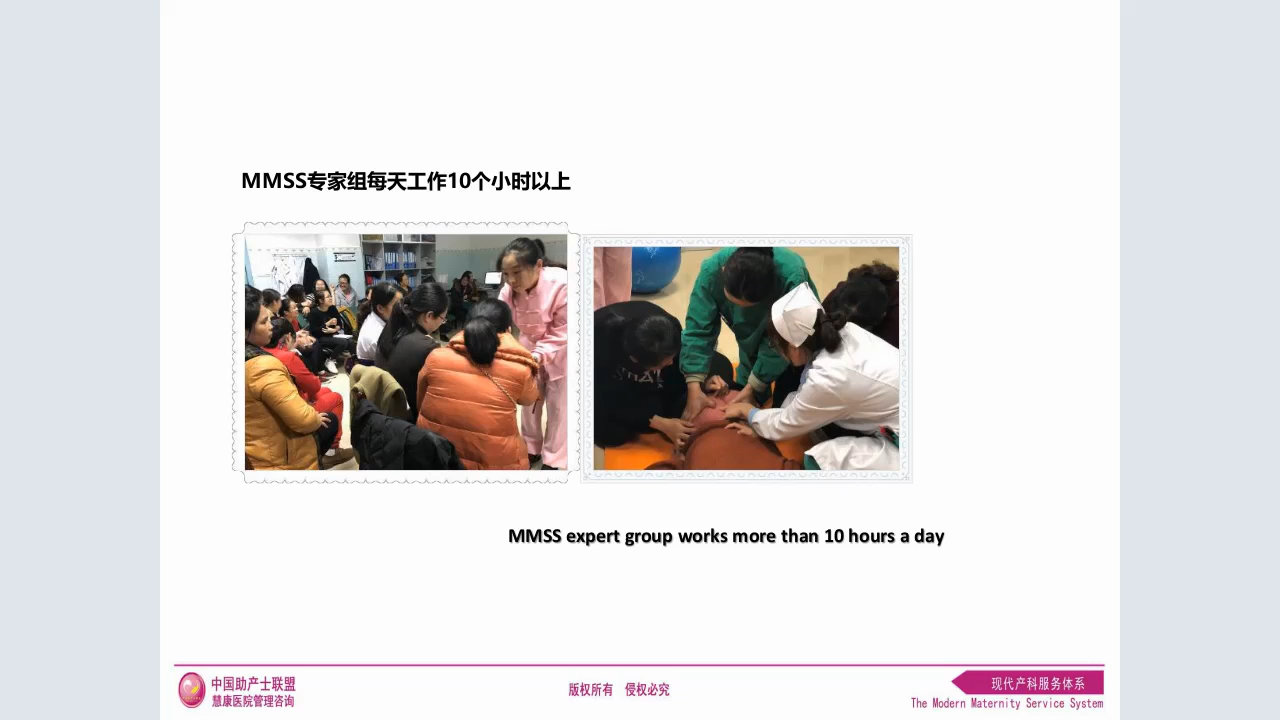 MMSS专家组每天工作10个小时以上
MMSS expert group works more than 10 hours a day
中国助产士联盟
慧康医院管理咨询
版权所有 侵权必究
现代产科服务体系
The Modern Maternity Service System